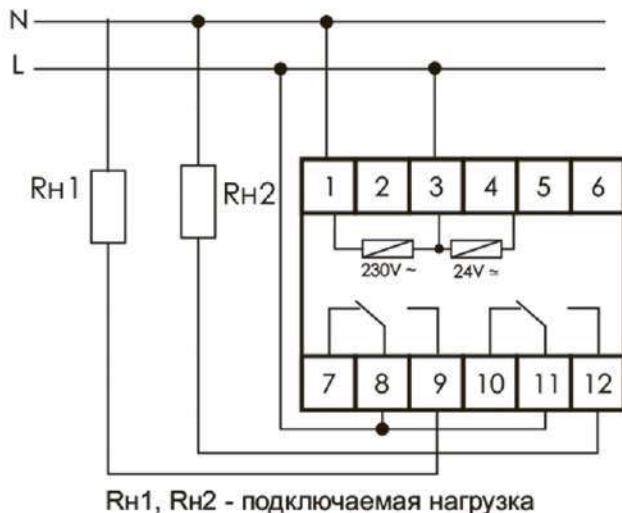 N
L
Rн1
Rн2
1 2 3 4 5 6
230V ~ 24V ≃
7 8 9 10 11 12
Rн1, Rн2 - подключаемая нагрузка